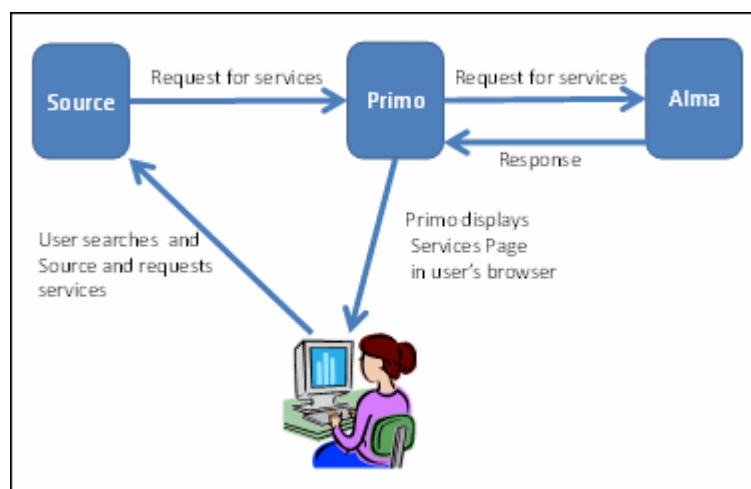 Request for services
Request for services
Source
Primo
Alma
Response
User searches and
Source and requests
services
Primo displays
Services Page
in user's browser